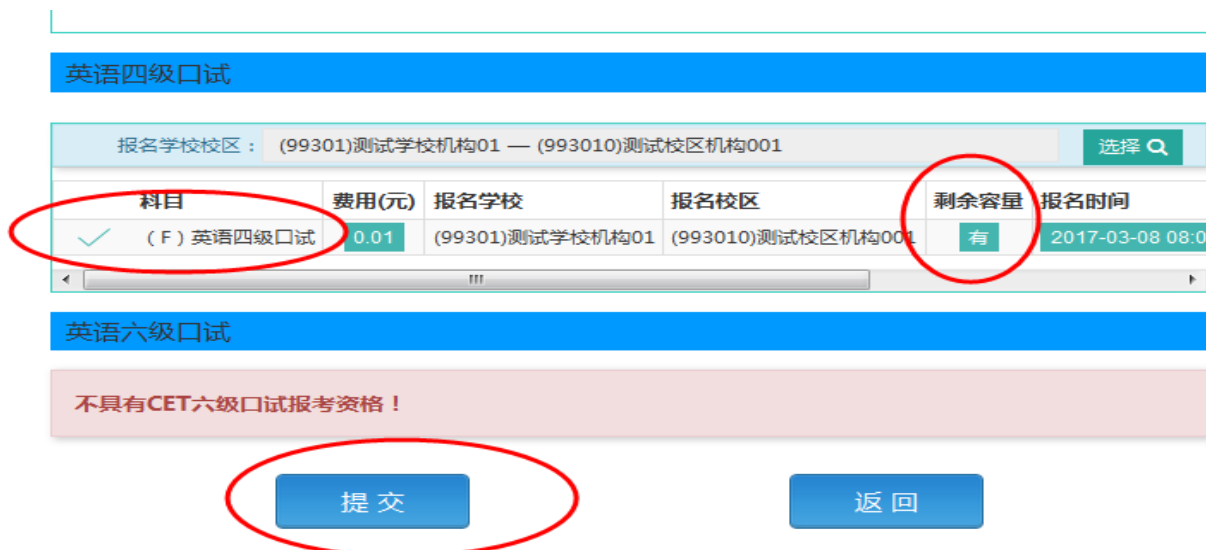 英语四级口试
报名学校校区： (99301)测试学校机构01 — (993010)测试校区机构001 选择
科目 费用(元) 报名学校 报名校区 剩余容量 报名时间
（F）英语四级口试 0.01 (99301)测试学校机构01 (993010)测试校区机构001 有 2017-03-08 08:0
英语六级口试
不具有CET六级口试报考资格！
提 交 返 回